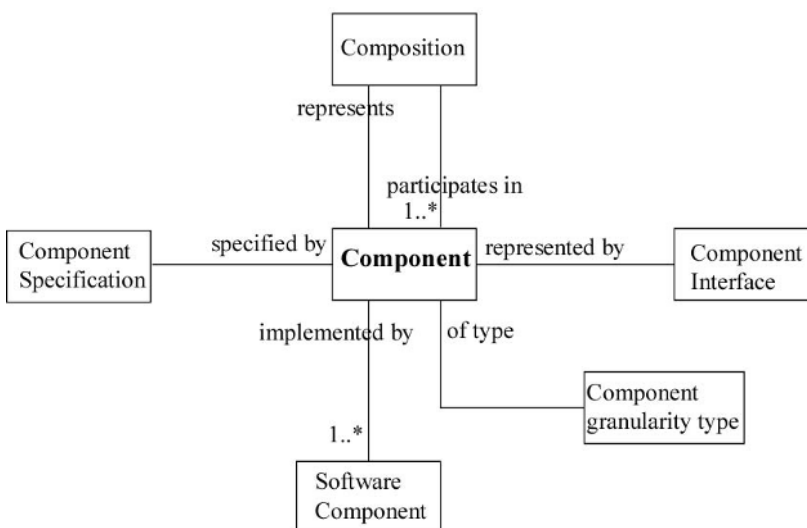 Composition
represents
participates in
1..*
Component
Specification
specified by
Component
represented by
Component
Interface
implemented by
of type
Component
granularity type
1..*
Software
Component